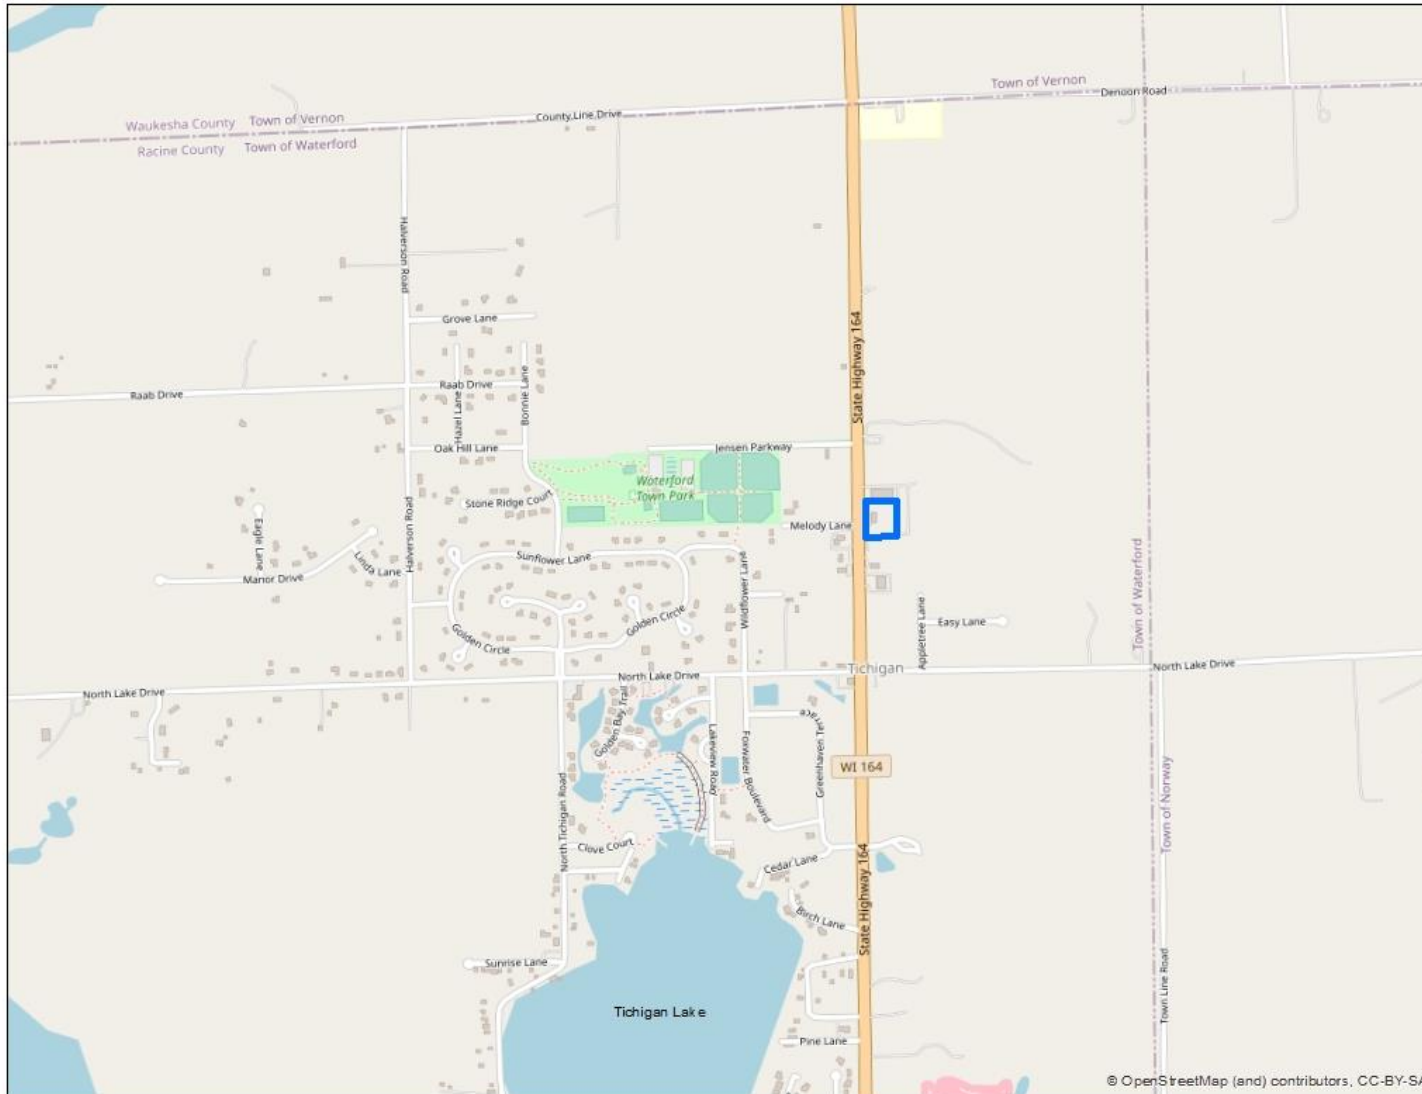 Town of Vernon
Denoon Road
County Line Drive
Waukesha County Town of Vernon
Racine County Town of Waterford
Halverson Road
Grove Lane
State Highway 164
Raab Drive
Raab Drive
Hazel Lane
Bonnie Lane
Oak Hill Lane
Jensen Parkway
Waterford
Town Park
Stone Ridge Court
Melody Lane
Eagle Lane
Halverson Road
Linda Lane
Manor Drive
Sunflower Lane
Wildflower Lane
Golden Circle
Golden Circle
Appletree Lane
Easy Lane
Town of Waterford
Tichigan
North Lake Drive
North Lake Drive
North Lake Drive
Golden Bay Trail
Lakeview Road
Foxwater Boulevard
Greenhaven Terrace
WI 164
Town of Norway
North Tichigan Road
Clove Court
Cedar Lane
Birch Lane
State Highway 164
Sunrise Lane
Tichigan Lake
Pine Lane
Town Line Road
© OpenStreetMap (and) contributors, CC-BY-SA